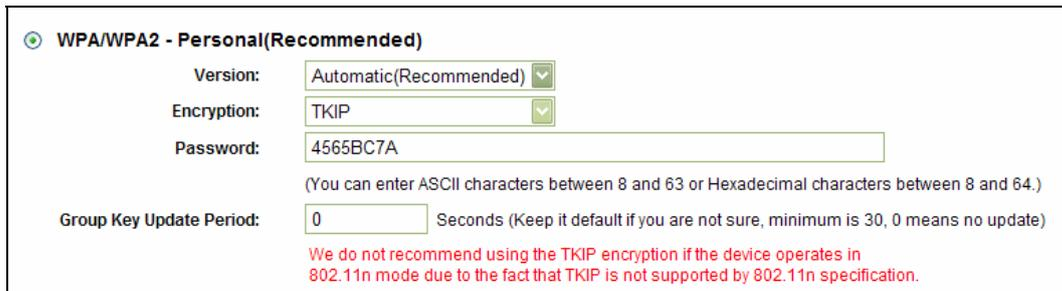 WPA/WPA2 - Personal(Recommended)
Version: Automatic(Recommended)
Encryption: TKIP
Password: 4565BC7A
(You can enter ASCII characters between 8 and 63 or Hexadecimal characters between 8 and 64.)
Group Key Update Period: 0 Seconds (Keep it default if you are not sure, minimum is 30, 0 means no update)
We do not recommend using the TKIP encryption if the device operates in
802.11n mode due to the fact that TKIP is not supported by 802.11n specification.